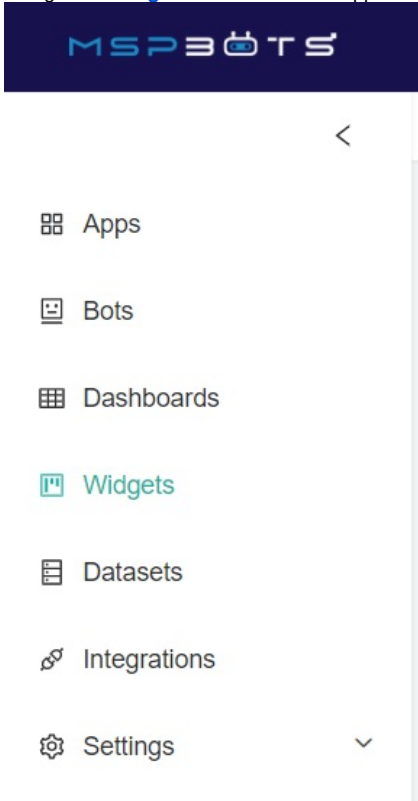 MSPBOTS
Apps
Bots
Dashboards
Widgets
Datasets
Integrations
Settings